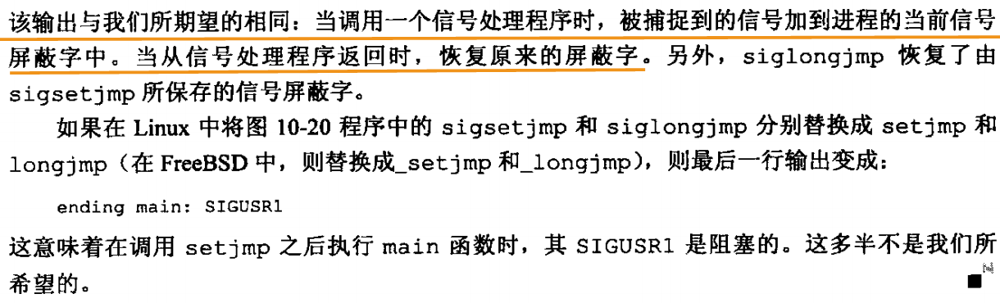 该输出与我们所期望的相同：当调用一个信号处理程序时，被捕捉到的信号加到进程的当前信号
屏蔽字中。当从信号处理程序返回时，恢复原来的屏蔽字。另外，siglongjmp 恢复了由
sigsetjmp 所保存的信号屏蔽字。
如果在 Linux 中将图 10-20 程序中的 sigsetjmp 和 siglongjmp 分别替换成 setjmp 和
longjmp（在 FreeBSD 中，则替换成_setjmp 和_longjmp），则最后一行输出变成：
ending main: SIGUSR1
这意味着在调用 setjmp 之后执行 main 函数时，其 SIGUSR1 是阻塞的。这多半不是我们所
希望的。